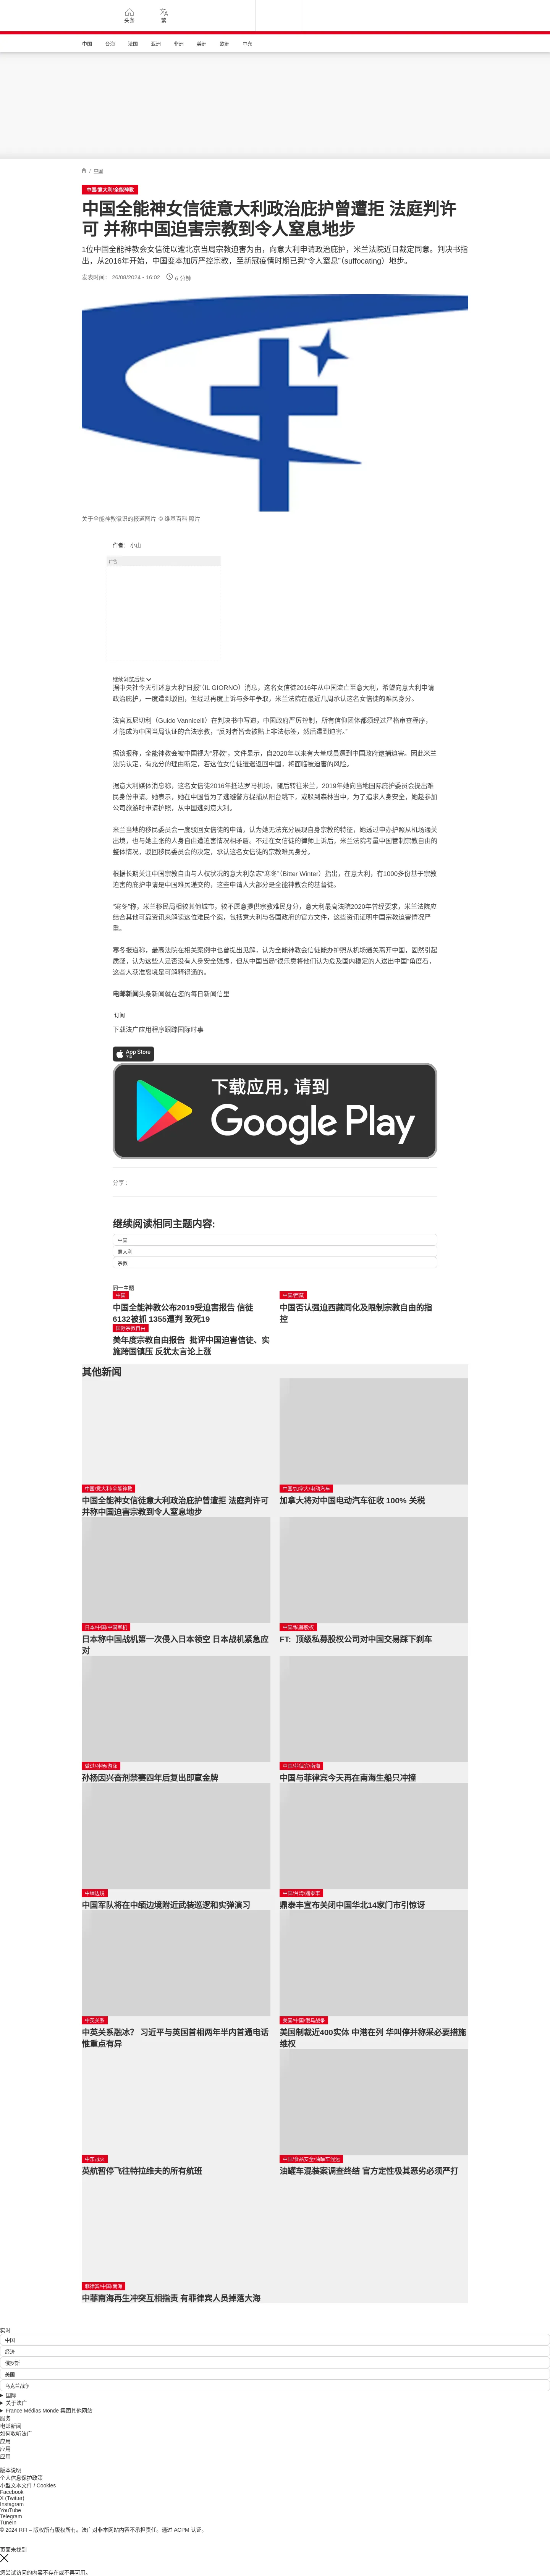 头条
繁
中国
台海
法国
亚洲
非洲
美洲
欧洲
中东
/ 中国
中国/意大利/全能神教
中国全能神女信徒意大利政治庇护曾遭拒 法庭判许
可 并称中国迫害宗教到令人窒息地步
1位中国全能神教会女信徒以遭北京当局宗教迫害为由，向意大利申请政治庇护，米兰法院近日裁定同意。判决书指
出，从2016年开始，中国变本加厉严控宗教，至新冠疫情时期已到“令人窒息”（suffocating）地步。
发表时间： 26/08/2024 - 16:02
6 分钟
关于全能神教徽识的报道图片 © 维基百科 照片
作者： 小山
广告
继续浏览后续
据中央社今天引述意大利“日报”（IL GIORNO）消息，这名女信徒2016年从中国流亡至意大利，希望向意大利申请
政治庇护，一度遭到驳回，但经过再度上诉与多年争取，米兰法院在最近几周承认这名女信徒的难民身分。
法官瓦尼切利（Guido Vannicelli）在判决书中写道，中国政府严厉控制，所有信仰团体都须经过严格审查程序，
才能成为中国当局认证的合法宗教，“反对者皆会被贴上非法标签，然后遭到迫害。”
据该报称，全能神教会被中国视为“邪教”，文件显示，自2020年以来有大量成员遭到中国政府逮捕迫害。因此米兰
法院认定，有充分的理由断定，若这位女信徒遭遣返回中国，将面临被迫害的风险。
据意大利媒体消息称，这名女信徒2016年抵达罗马机场，随后转往米兰，2019年她向当地国际庇护委员会提出难
民身份申请。她表示，她在中国曾为了逃避警方捉捕从阳台跳下，或躲到森林当中，为了追求人身安全，她趁参加
公司旅游时申请护照，从中国逃到意大利。
米兰当地的移民委员会一度驳回女信徒的申请，认为她无法充分展现自身宗教的特征，她透过申办护照从机场通关
出境，也与她主张的人身自由遭迫害情况相矛盾。不过在女信徒的律师上诉后，米兰法院考量中国管制宗教自由的
整体情况，驳回移民委员会的决定，承认这名女信徒的宗教难民身分。
根据长期关注中国宗教自由与人权状况的意大利杂志“寒冬”（Bitter Winter）指出，在意大利，有1000多份基于宗教
迫害的庇护申请是中国难民递交的，这些申请人大部分是全能神教会的基督徒。
“寒冬”称，米兰移民局相较其他城市，较不愿意提供宗教难民身分，意大利最高法院2020年曾经要求，米兰法院应
结合其他可靠资讯来解读这位难民个案，包括意大利与各国政府的官方文件，这些资讯证明中国宗教迫害情况严
重。
寒冬报道称，最高法院在相关案例中也曾提出见解，认为全能神教会信徒能办护照从机场通关离开中国，固然引起
质疑，认为这些人是否没有人身安全疑虑，但从中国当局“很乐意将他们认为危及国内稳定的人送出中国”角度看，
这些人获准离境是可解释得通的。
电邮新闻头条新闻就在您的每日新闻信里
订阅
下载法广应用程序跟踪国际时事
App Store
下载
下载应用，请到
Google Play
分享 :
继续阅读相同主题内容:
中国
意大利
宗教
同一主题
中国
中国全能神教公布2019受迫害报告 信徒
6132被抓 1355遭判 致死19
中国/西藏
中国否认强迫西藏同化及限制宗教自由的指
控
国际宗教自由
美年度宗教自由报告 批评中国迫害信徒、实
施跨国镇压 反犹太言论上涨
其他新闻
中国/意大利/全能神教
中国全能神女信徒意大利政治庇护曾遭拒 法庭判许可
并称中国迫害宗教到令人窒息地步
中国/加拿大/电动汽车
加拿大将对中国电动汽车征收 100% 关税
日本/中国/中国军机
日本称中国战机第一次侵入日本领空 日本战机紧急应
对
中国/私募股权
FT: 顶级私募股权公司对中国交易踩下刹车
微过/孙杨/游泳
孙杨因兴奋剂禁赛四年后复出即赢金牌
中国/菲律宾/南海
中国与菲律宾今天再在南海生船只冲撞
中缅边境
中国军队将在中缅边境附近武装巡逻和实弹演习
中国/台湾/鼎泰丰
鼎泰丰宣布关闭中国华北14家门市引惊讶
中英关系
中英关系融冰？ 习近平与英国首相两年半内首通电话
惟重点有异
美国/中国/俄乌战争
美国制裁近400实体 中港在列 华叫停并称采必要措施
维权
中东战火
英航暂停飞往特拉维夫的所有航班
中国/食品安全/油罐车混运
油罐车混装案调查终结 官方定性极其恶劣必须严打
菲律宾/中国/南海
中菲南海再生冲突互相指责 有菲律宾人员掉落大海
实时
中国
经济
俄罗斯
美国
乌克兰战争
国际
关于法广
France Médias Monde 集团其他网站
服务
电邮新闻
如何收听法广
应用
应用
应用
版本说明
个人信息保护政策
小型文本文件 / Cookies
Facebook
X (Twitter)
Instagram
YouTube
Telegram
TuneIn
© 2024 RFI – 版权所有版权所有。法广对非本网站内容不承担责任。通过 ACPM 认证。
页面未找到
您尝试访问的内容不存在或不再可用。